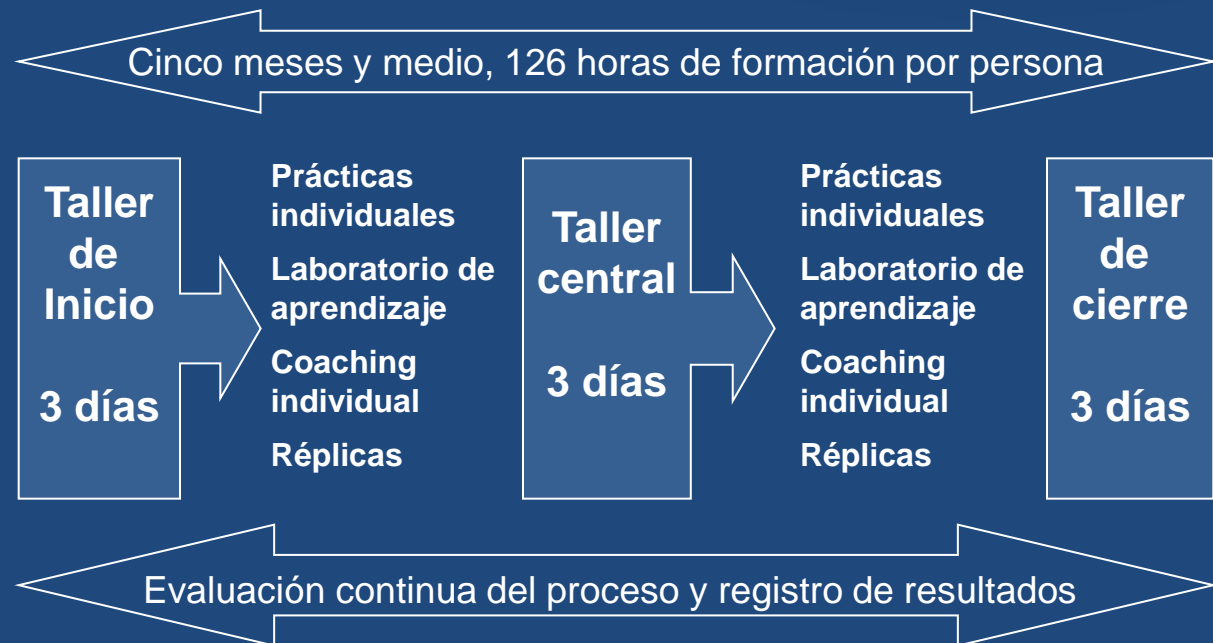 Cinco meses y medio, 126 horas de formación por persona
Taller
de
Inicio
3 días
Prácticas
individuales
Laboratorio de
aprendizaje
Coaching
individual
Réplicas
Taller
central
3 días
Prácticas
individuales
Laboratorio de
aprendizaje
Coaching
individual
Réplicas
Taller
de
cierre
3 días
Evaluación continua del proceso y registro de resultados